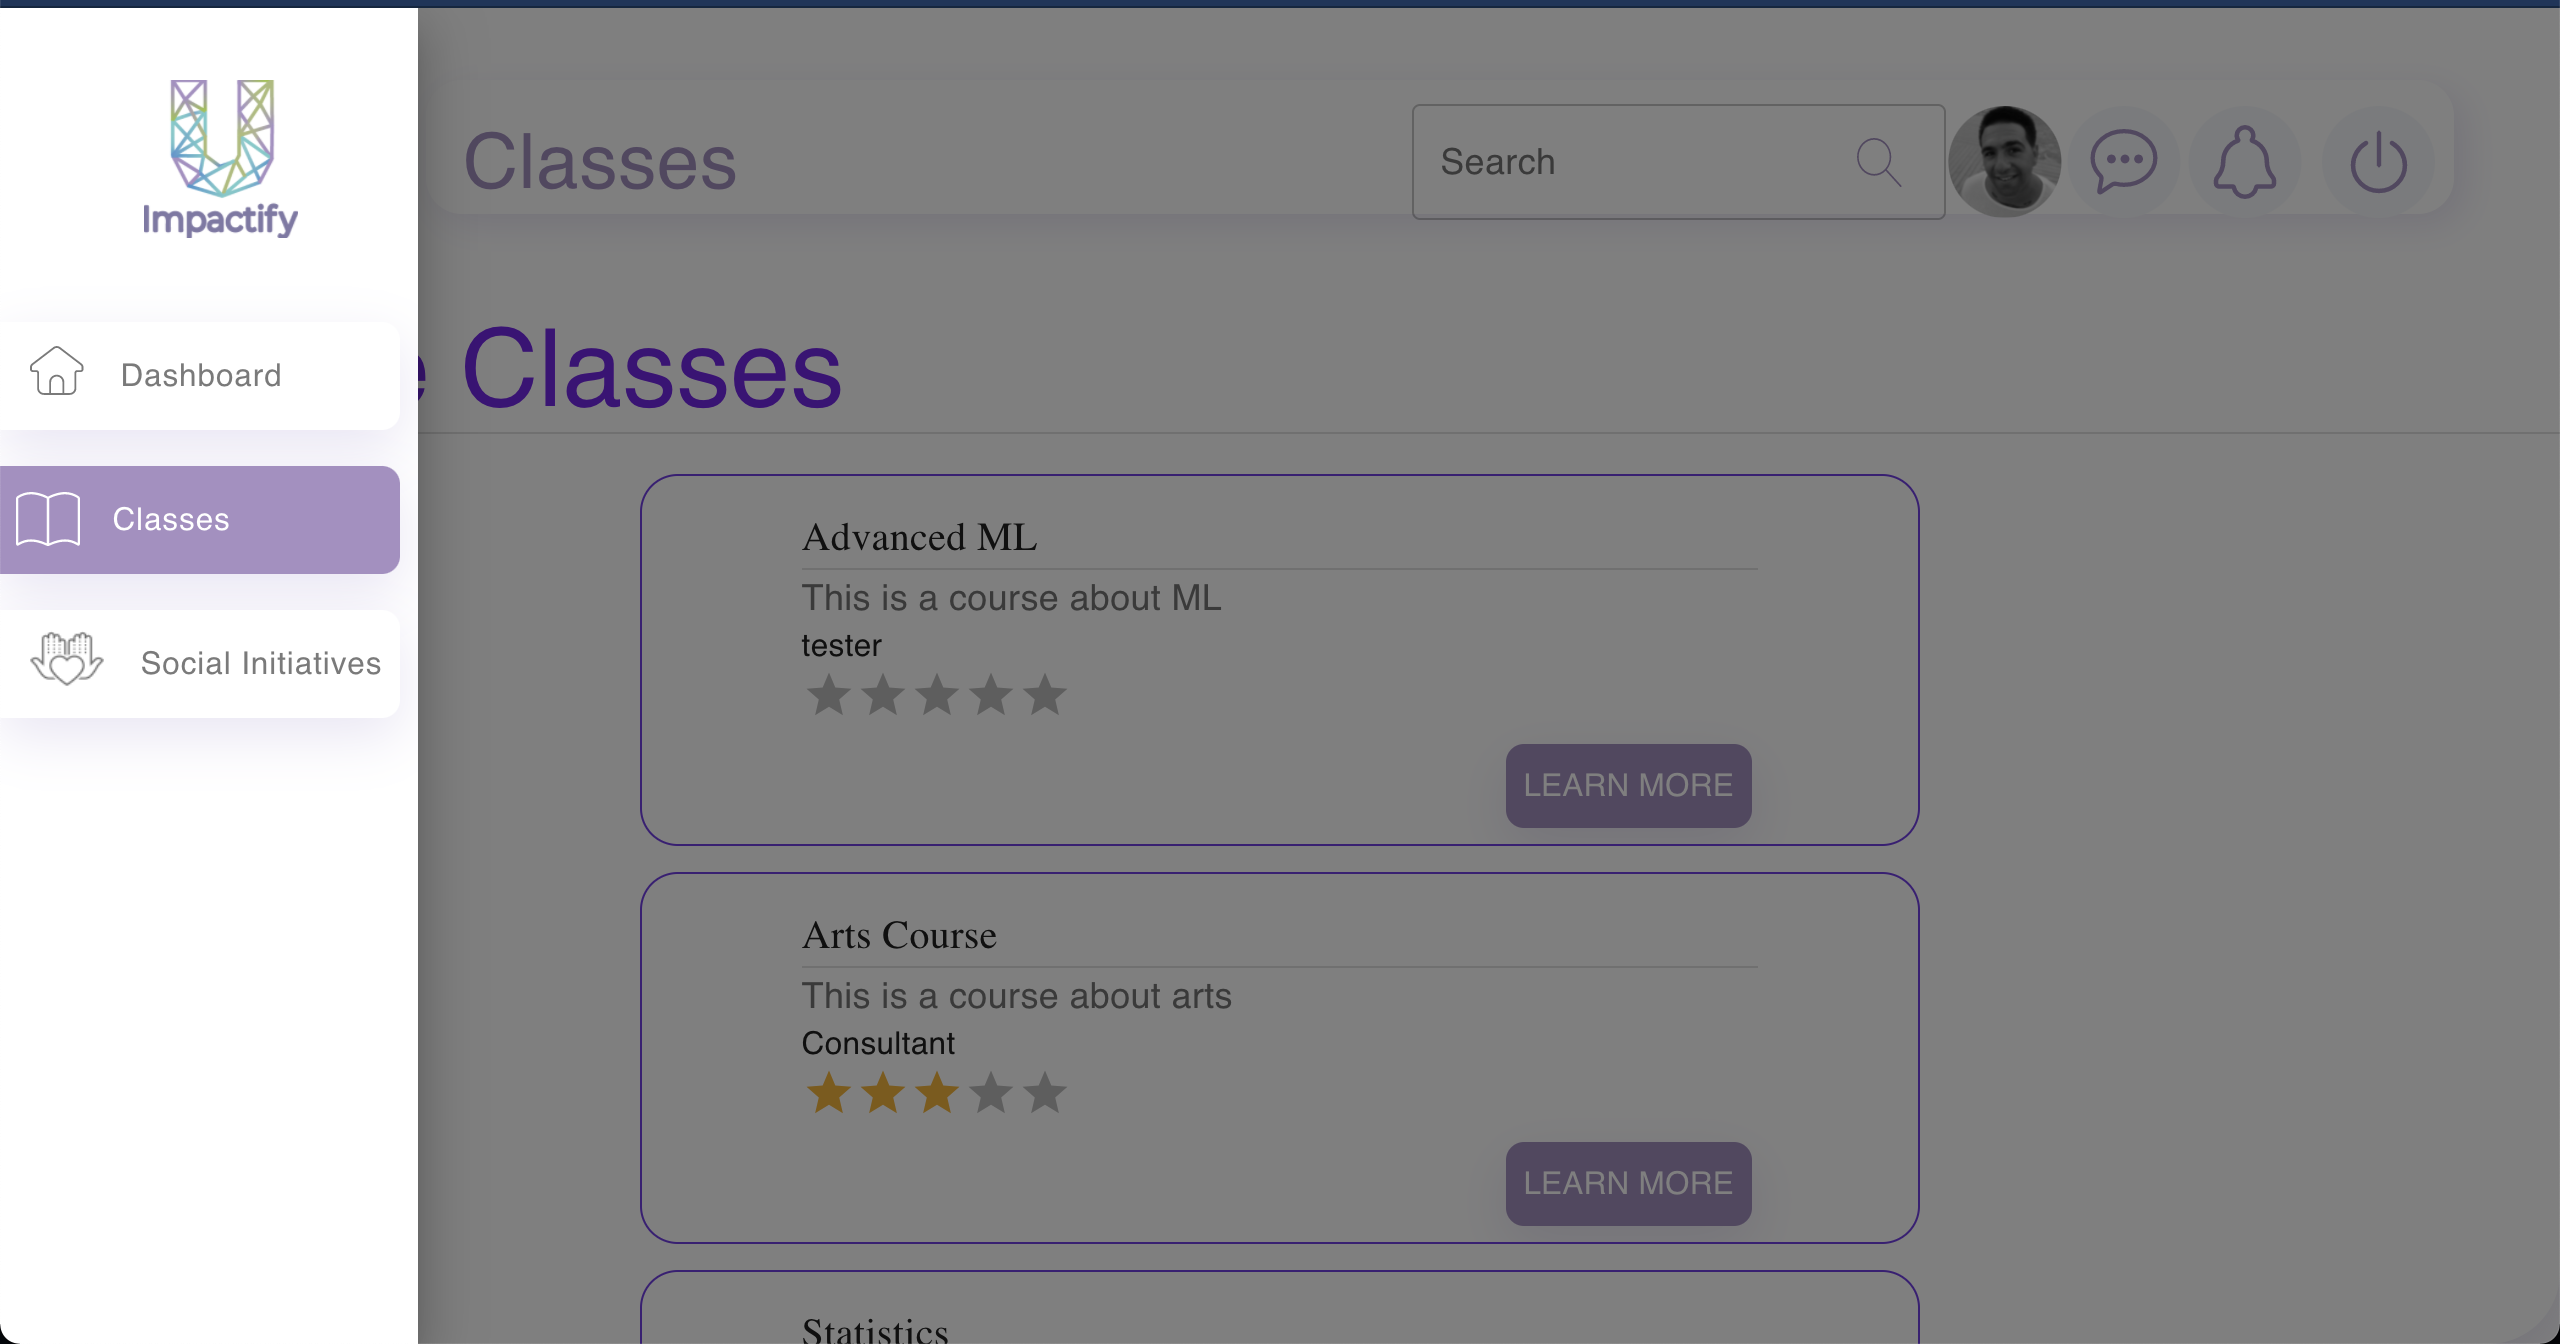 Impactify
Dashboard
Classes
Social Initiatives
Classes
Search
Classes
Advanced ML
This is a course about ML
tester
LEARN MORE
Arts Course
This is a course about arts
Consultant
LEARN MORE
Statistics